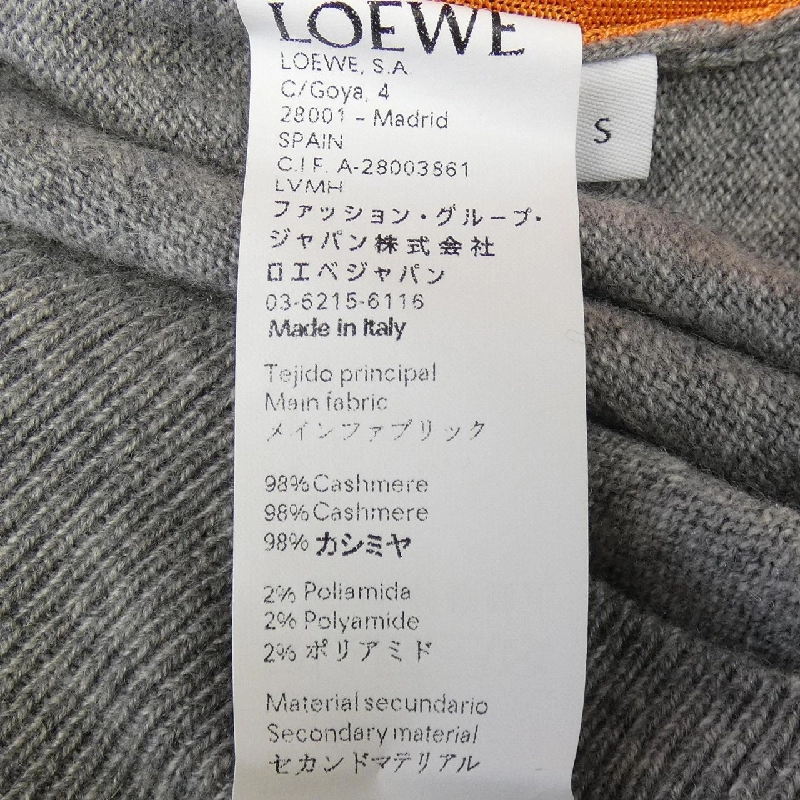 LOEWE
LOEWE, S.A.
C/Goya, 4
28001 - Madrid
SPAIN
C.I.F. A-28003861
LVMH
ファッション・グループ・
ジャパン株式会社
ロエベジャパン
03-6215-6116
Made in Italy
Tejido principal
Main fabric
メインファブリック
98% Cashmere
98% Cashmere
98% カシミヤ
2% Poliamida
2% Polyamide
2% ポリアミド
Material secundario
Secondary material
セカンドマテリアル
S